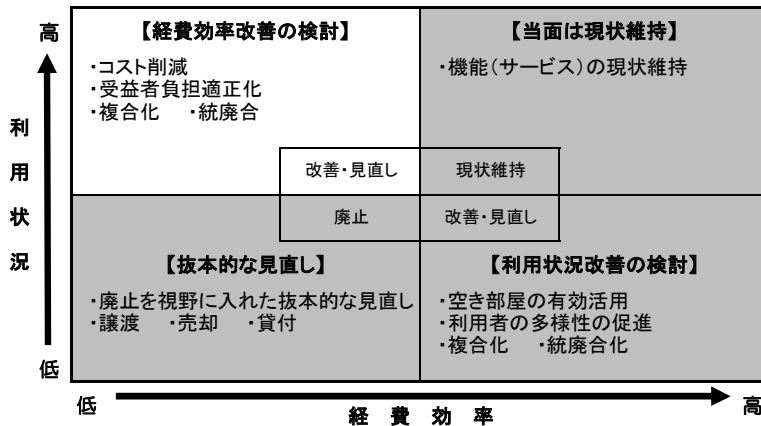 高
利用状況
低
【経費効率改善の検討】
・コスト削減
・受益者負担適正化
・複合化　・統廃合
【当面は現状維持】
・機能（サービス）の現状維持
改善・見直し
現状維持
廃止
改善・見直し
【抜本的な見直し】
・廃止を視野に入れた抜本的な見直し
・譲渡　・売却　・貸付
【利用状況改善の検討】
・空き部屋の有効活用
・利用者の多様性の促進
・複合化　・統廃合化
低
経費効率
高